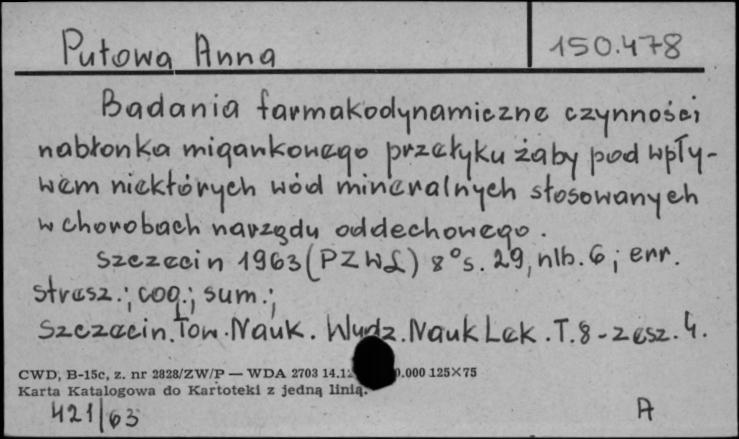 Putowa Anna 150.478
Badania farmakodynamiczne czynności
nabłonka migawkowego przełyku żaby pod wpły-
wem niektórych wód mineralnych stosowanych
w chorobach narządu oddechowego.
Szczecin 1963 (PZWL) 8° s. 29, nlb. 6; err.
stresz.; coq.; sum.;
Szczecin. Tow. Nauk. Wydz. Nauk Lek. T. 8 - zesz. 4.
CWD, B-15c, z. nr 2828/ZW/P — WDA 2703 14.12 0.000 125×75
Karta Katalogowa do Kartoteki z jedną linią.
421/63 A